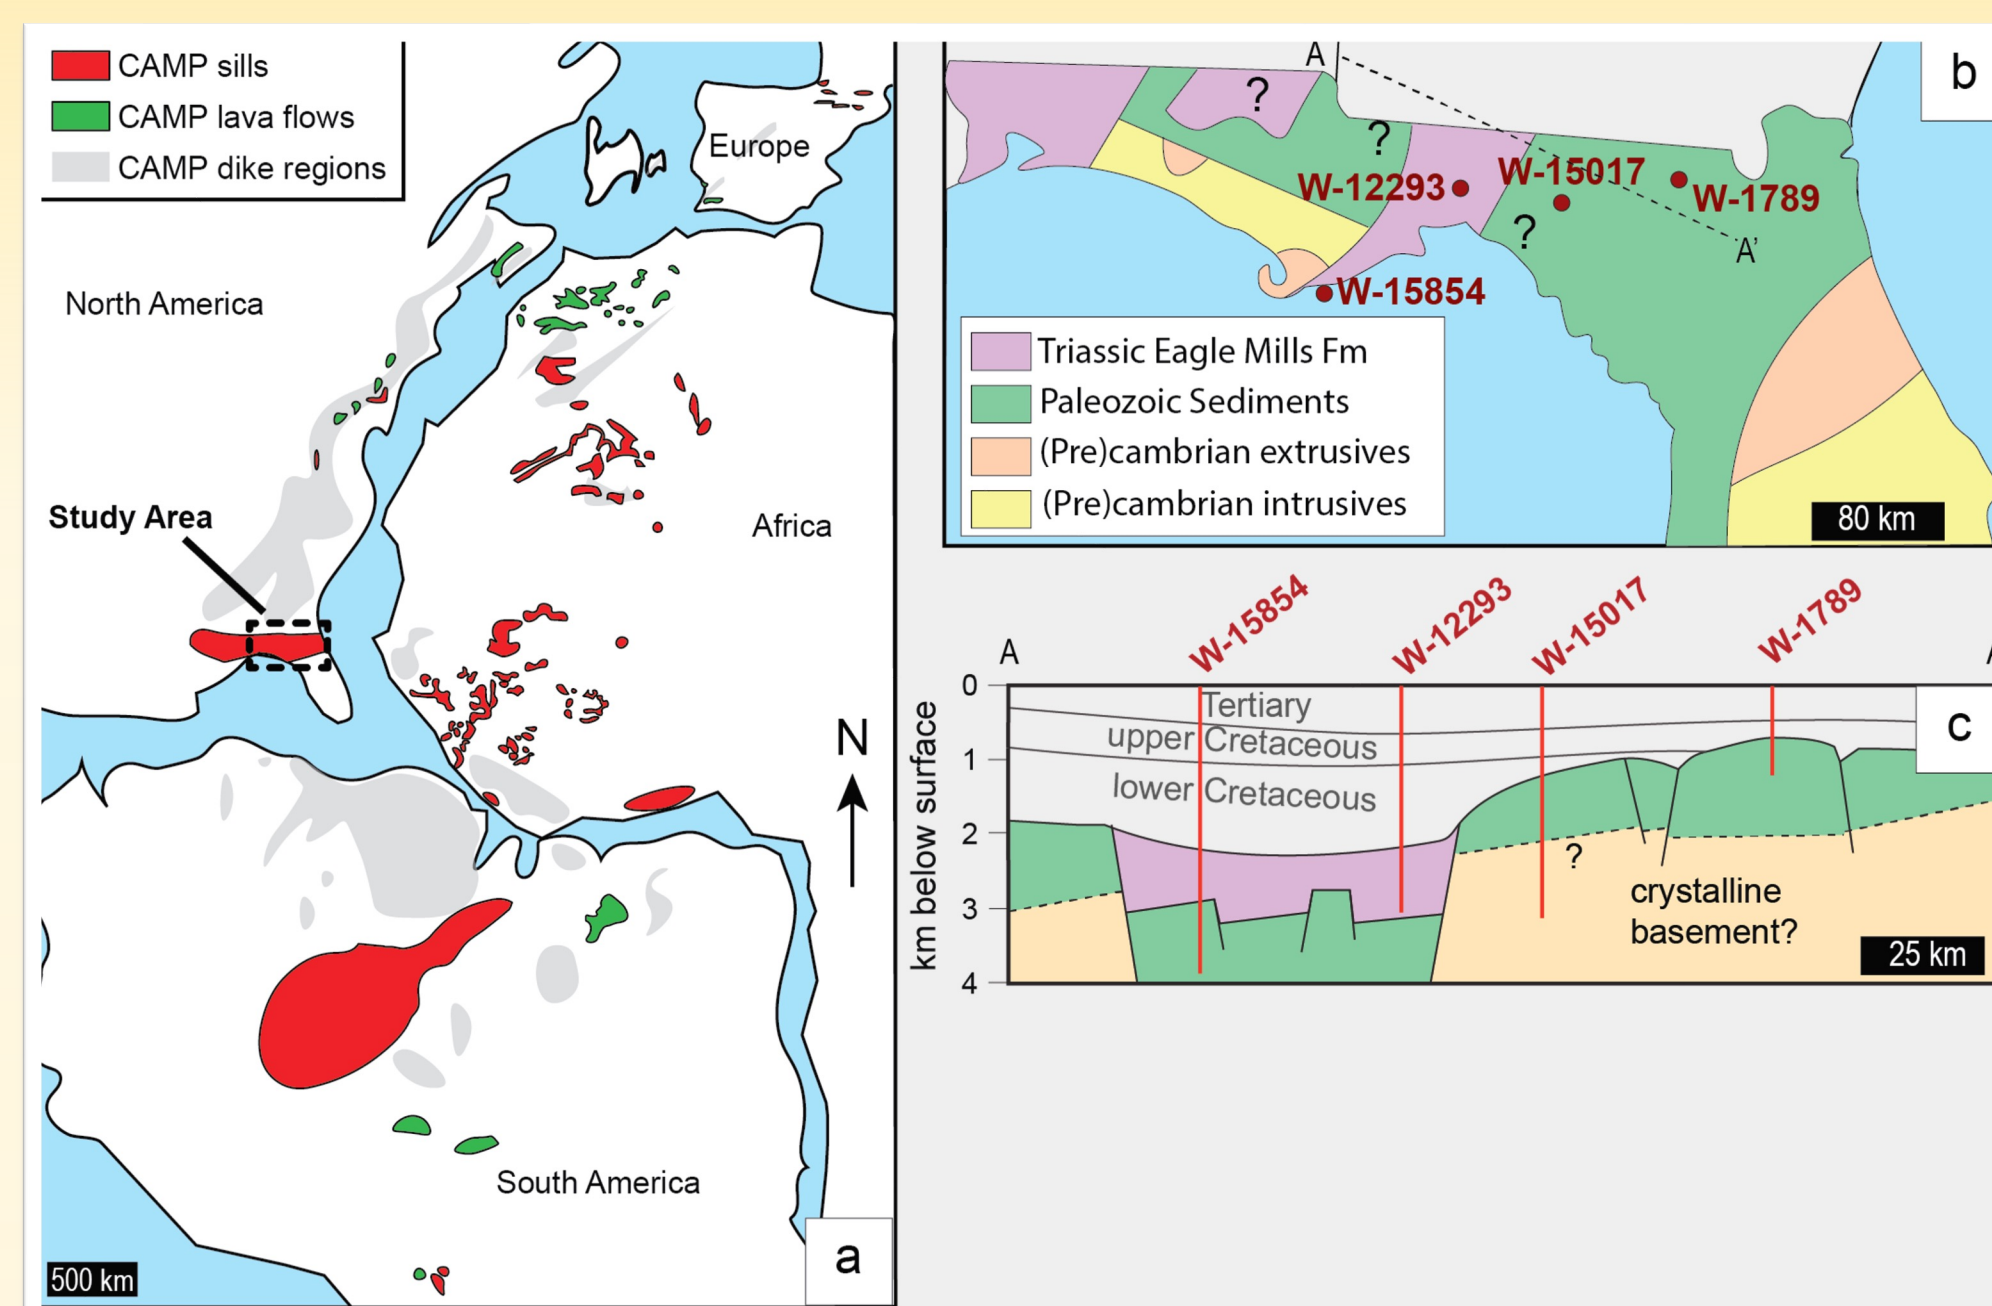 CAMP sills
CAMP lava flows
CAMP dike regions
Europe
North America
Study Area
Africa
N
South America
500 km
a
A
b
?
?
W-12293
W-15017
W-1789
?
A'
W-15854
Triassic Eagle Mills Fm
Paleozoic Sediments
(Pre)cambrian extrusives
(Pre)cambrian intrusives
80 km
W-15854
W-12293
W-15017
W-1789
A
km below surface
0
1
2
3
4
Tertiary
upper Cretaceous
lower Cretaceous
c
?
crystalline
basement?
25 km